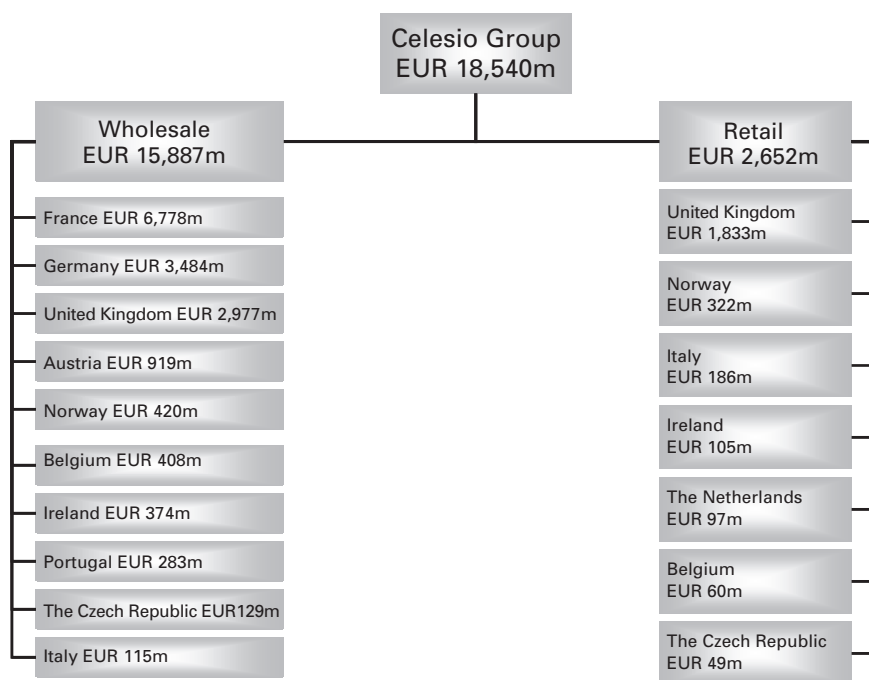 Celesio Group
EUR 18,540m
Wholesale
EUR 15,887m
France EUR 6,778m
Germany EUR 3,484m
United Kingdom EUR 2,977m
Austria EUR 919m
Norway EUR 420m
Belgium EUR 408m
Ireland EUR 374m
Portugal EUR 283m
The Czech Republic EUR129m
Italy EUR 115m
Retail
EUR 2,652m
United Kingdom
EUR 1,833m
Norway
EUR 322m
Italy
EUR 186m
Ireland
EUR 105m
The Netherlands
EUR 97m
Belgium
EUR 60m
The Czech Republic
EUR 49m